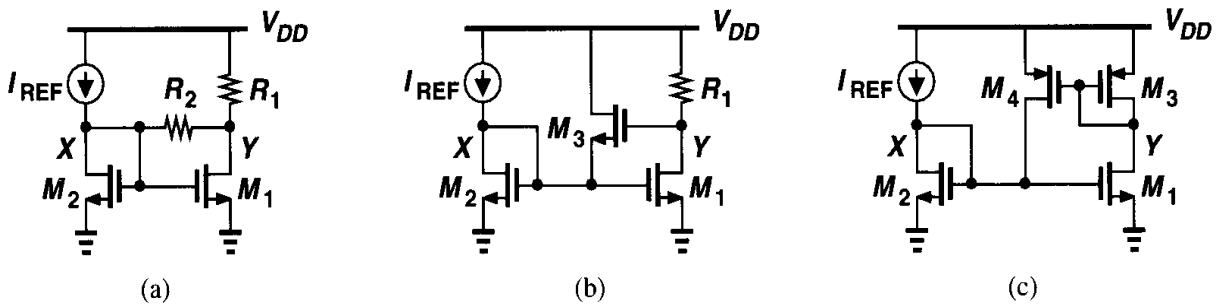 V_DD
I_REF
R_2
R_1
X
Y
M_2
M_1
(a)
V_DD
I_REF
R_1
M_3
X
Y
M_2
M_1
(b)
V_DD
I_REF
M_4
M_3
X
Y
M_2
M_1
(c)